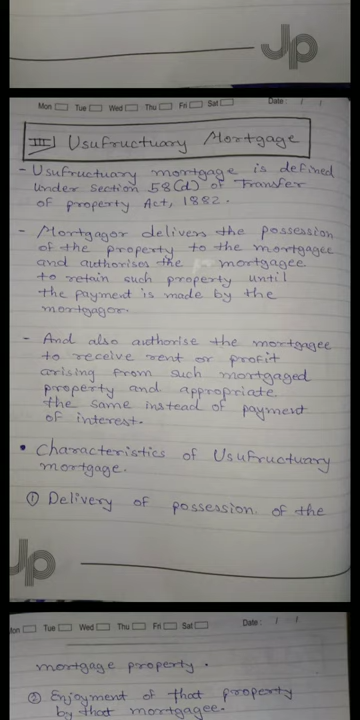 Jp
Mon Tue Wed Thu Fri Sat Date: / /
III] Usufructuary Mortgage
- Usufructuary mortgage is defined
under section 58(d) of Transfer
of property Act, 1882.
- Mortgagor delivers the possession
of the property to the mortgagee
and authorises the mortgagee
to retain such property until
the payment is made by the
mortgagor.
- And also authorise the mortgagee
to receive rent or profit
arising from such mortgaged
property and appropriate
the same instead of payment
of interest.
• Characteristics of Usufructuary
mortgage.
① Delivery of possession of the
Jp
Mon Tue Wed Thu Fri Sat Date: / /
mortgage property.
② Enjoyment of that property
by that mortgagee.